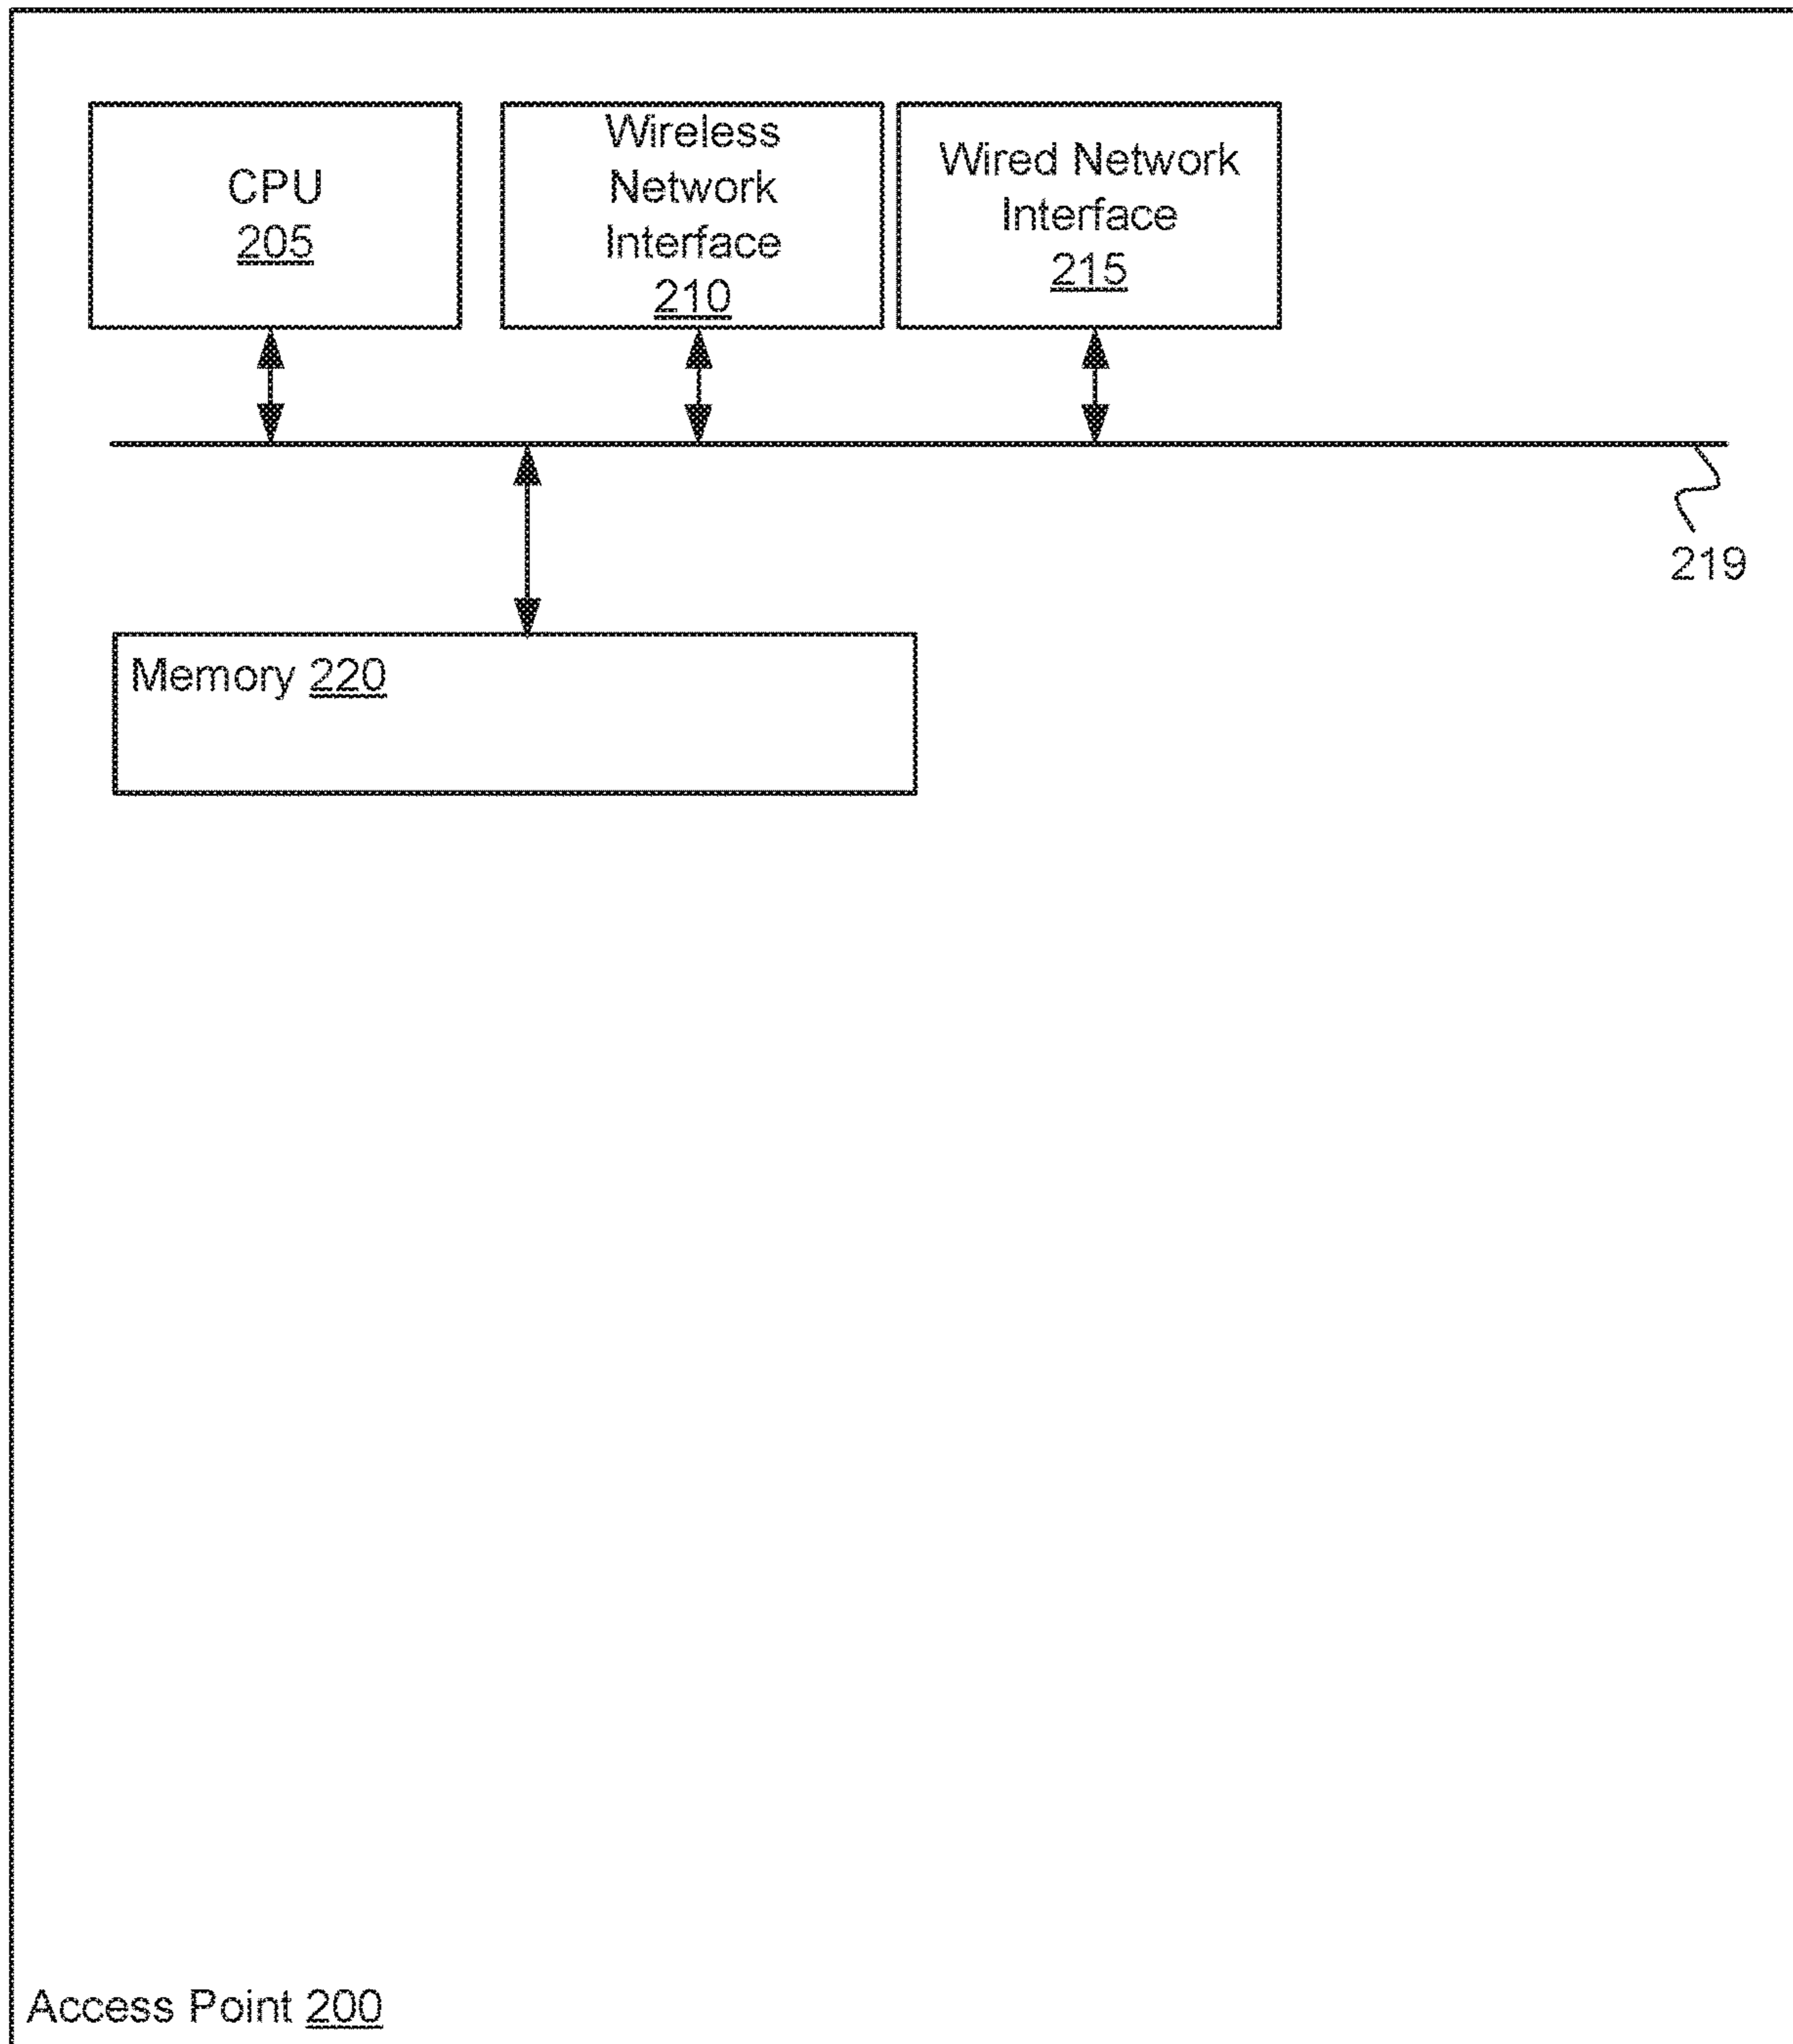 CPU
205
Wireless
Network
Interface
210
Wired Network
Interface
215
219
Memory 220
Access Point 200